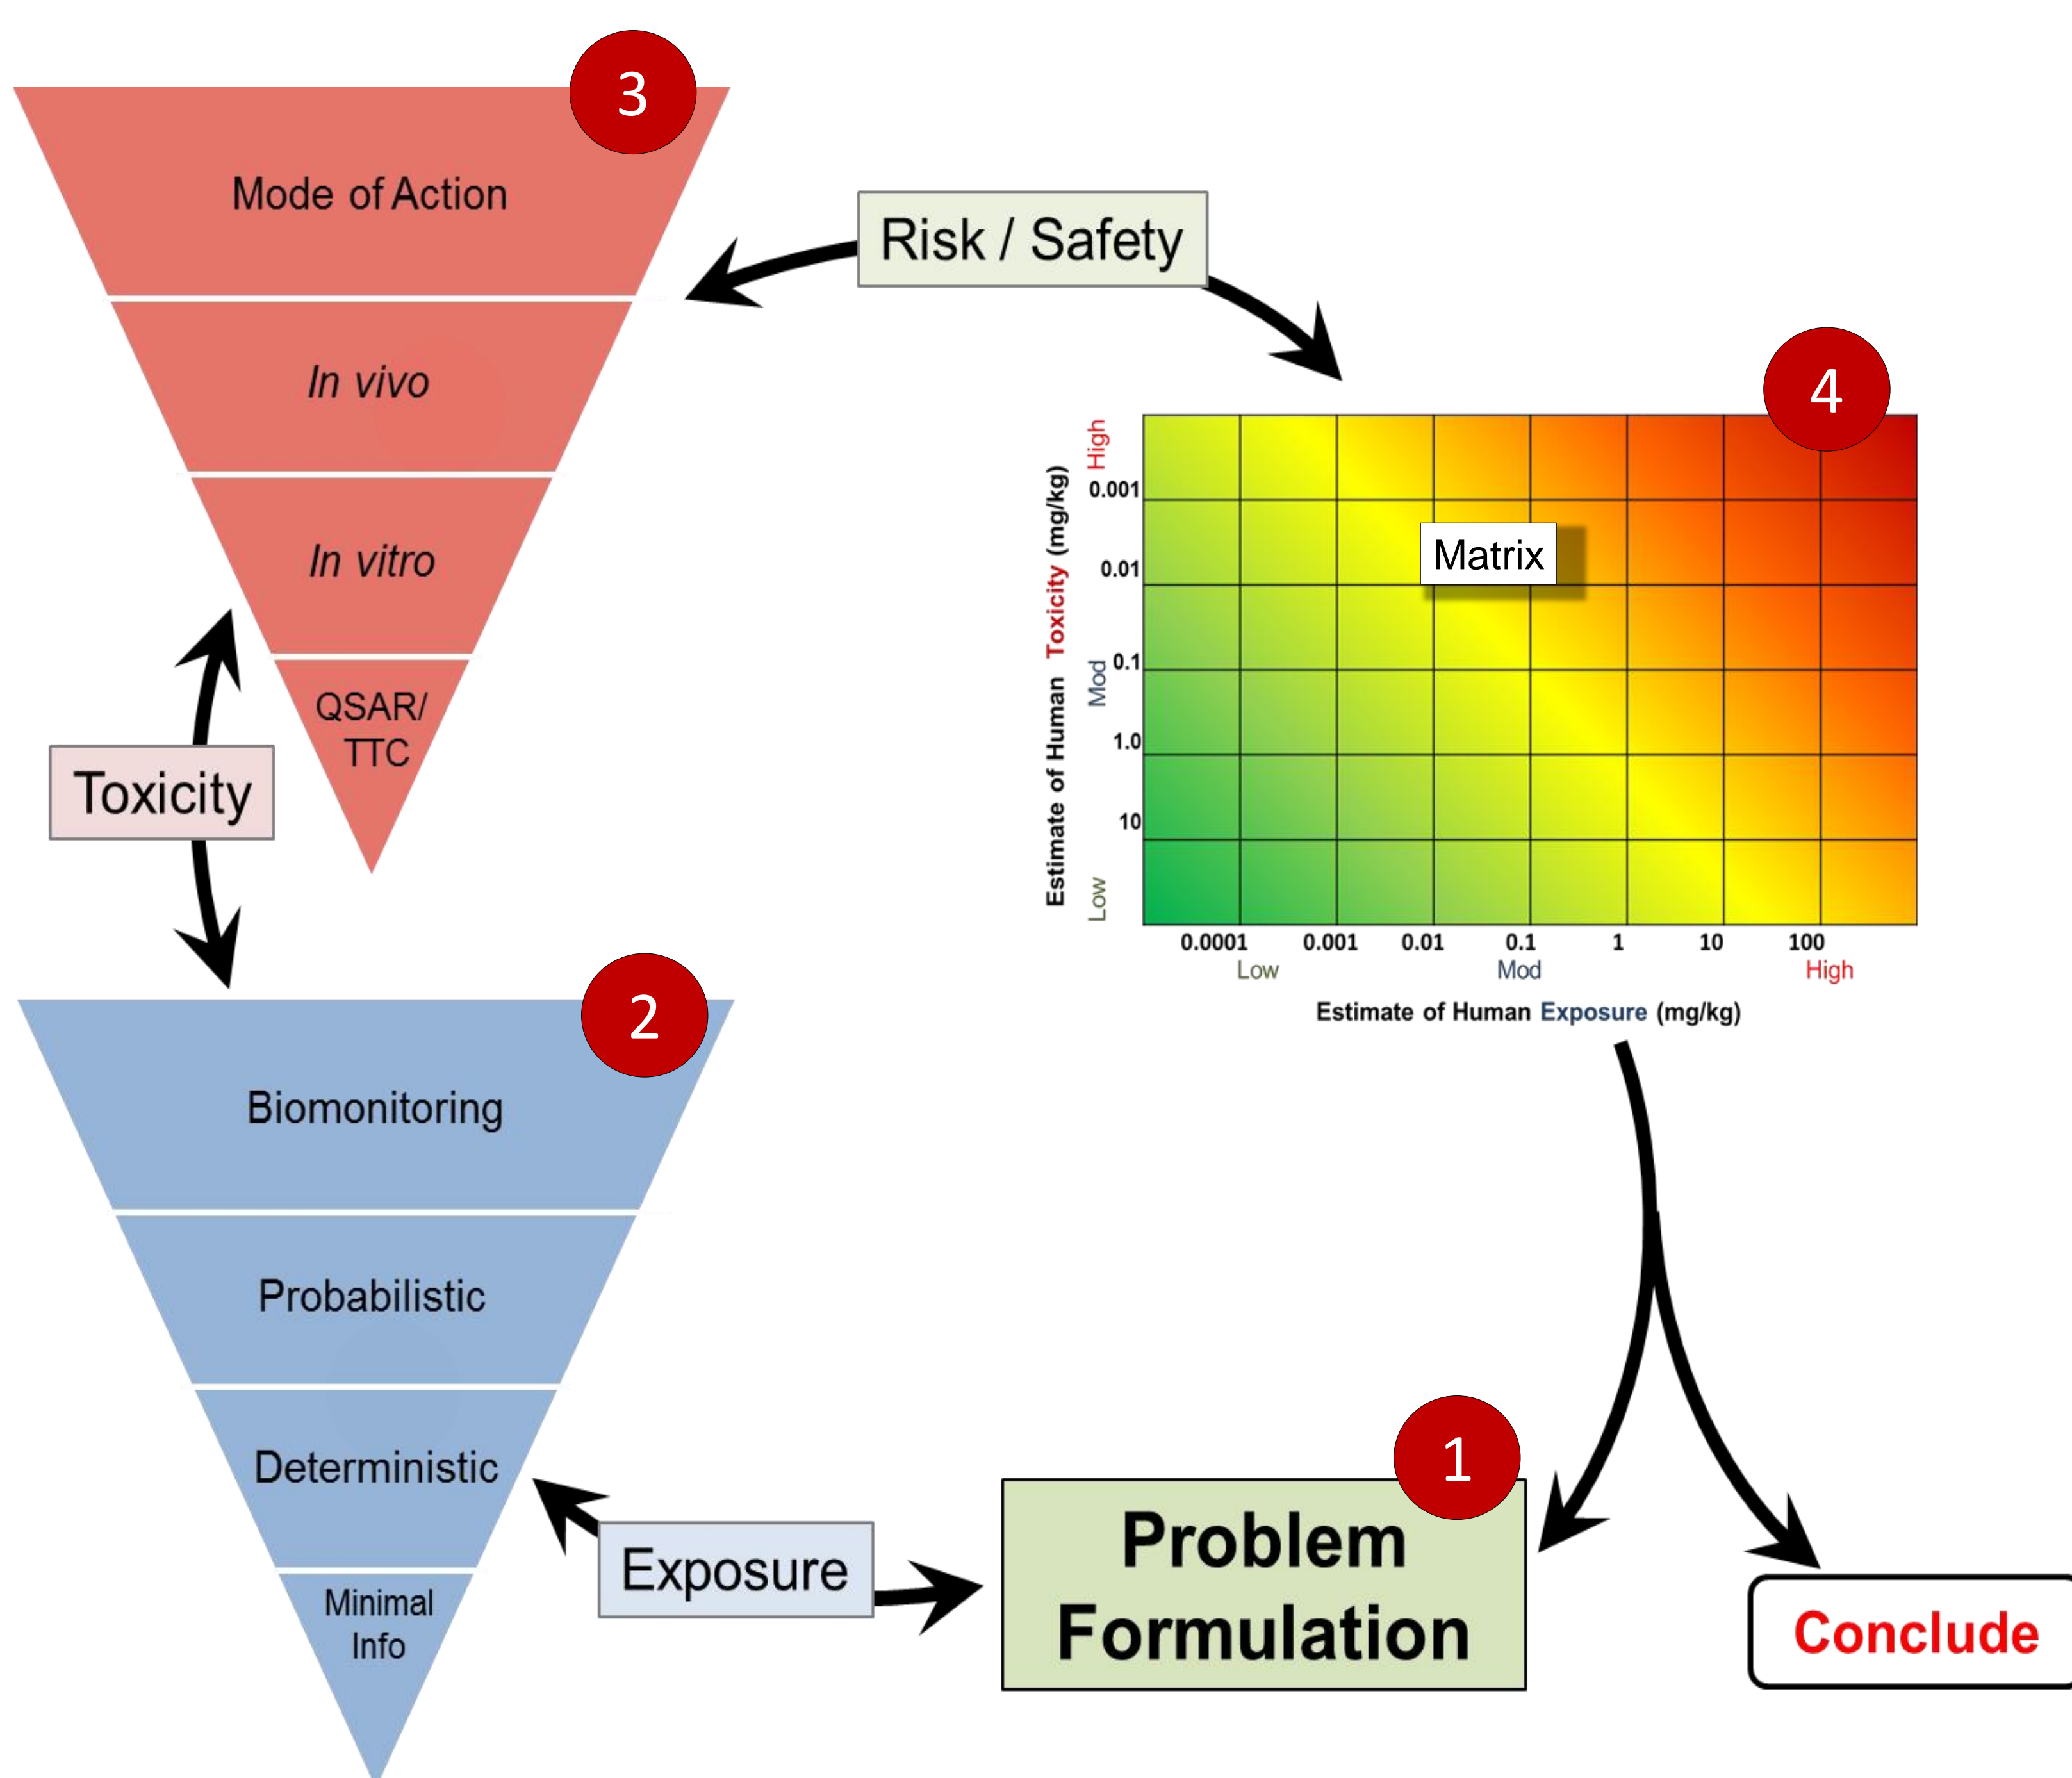 3
Mode of Action
In vivo
In vitro
QSAR/
TTC
Risk / Safety
Toxicity
4
Matrix
Estimate of Human Toxicity (mg/kg)
High
Mod
Low
0.001
0.01
0.1
1.0
10
0.0001 0.001 0.01 0.1 1 10 100
Low Mod High
Estimate of Human Exposure (mg/kg)
2
Biomonitoring
Probabilistic
Deterministic
Minimal
Info
Exposure
1
Problem
Formulation
Conclude